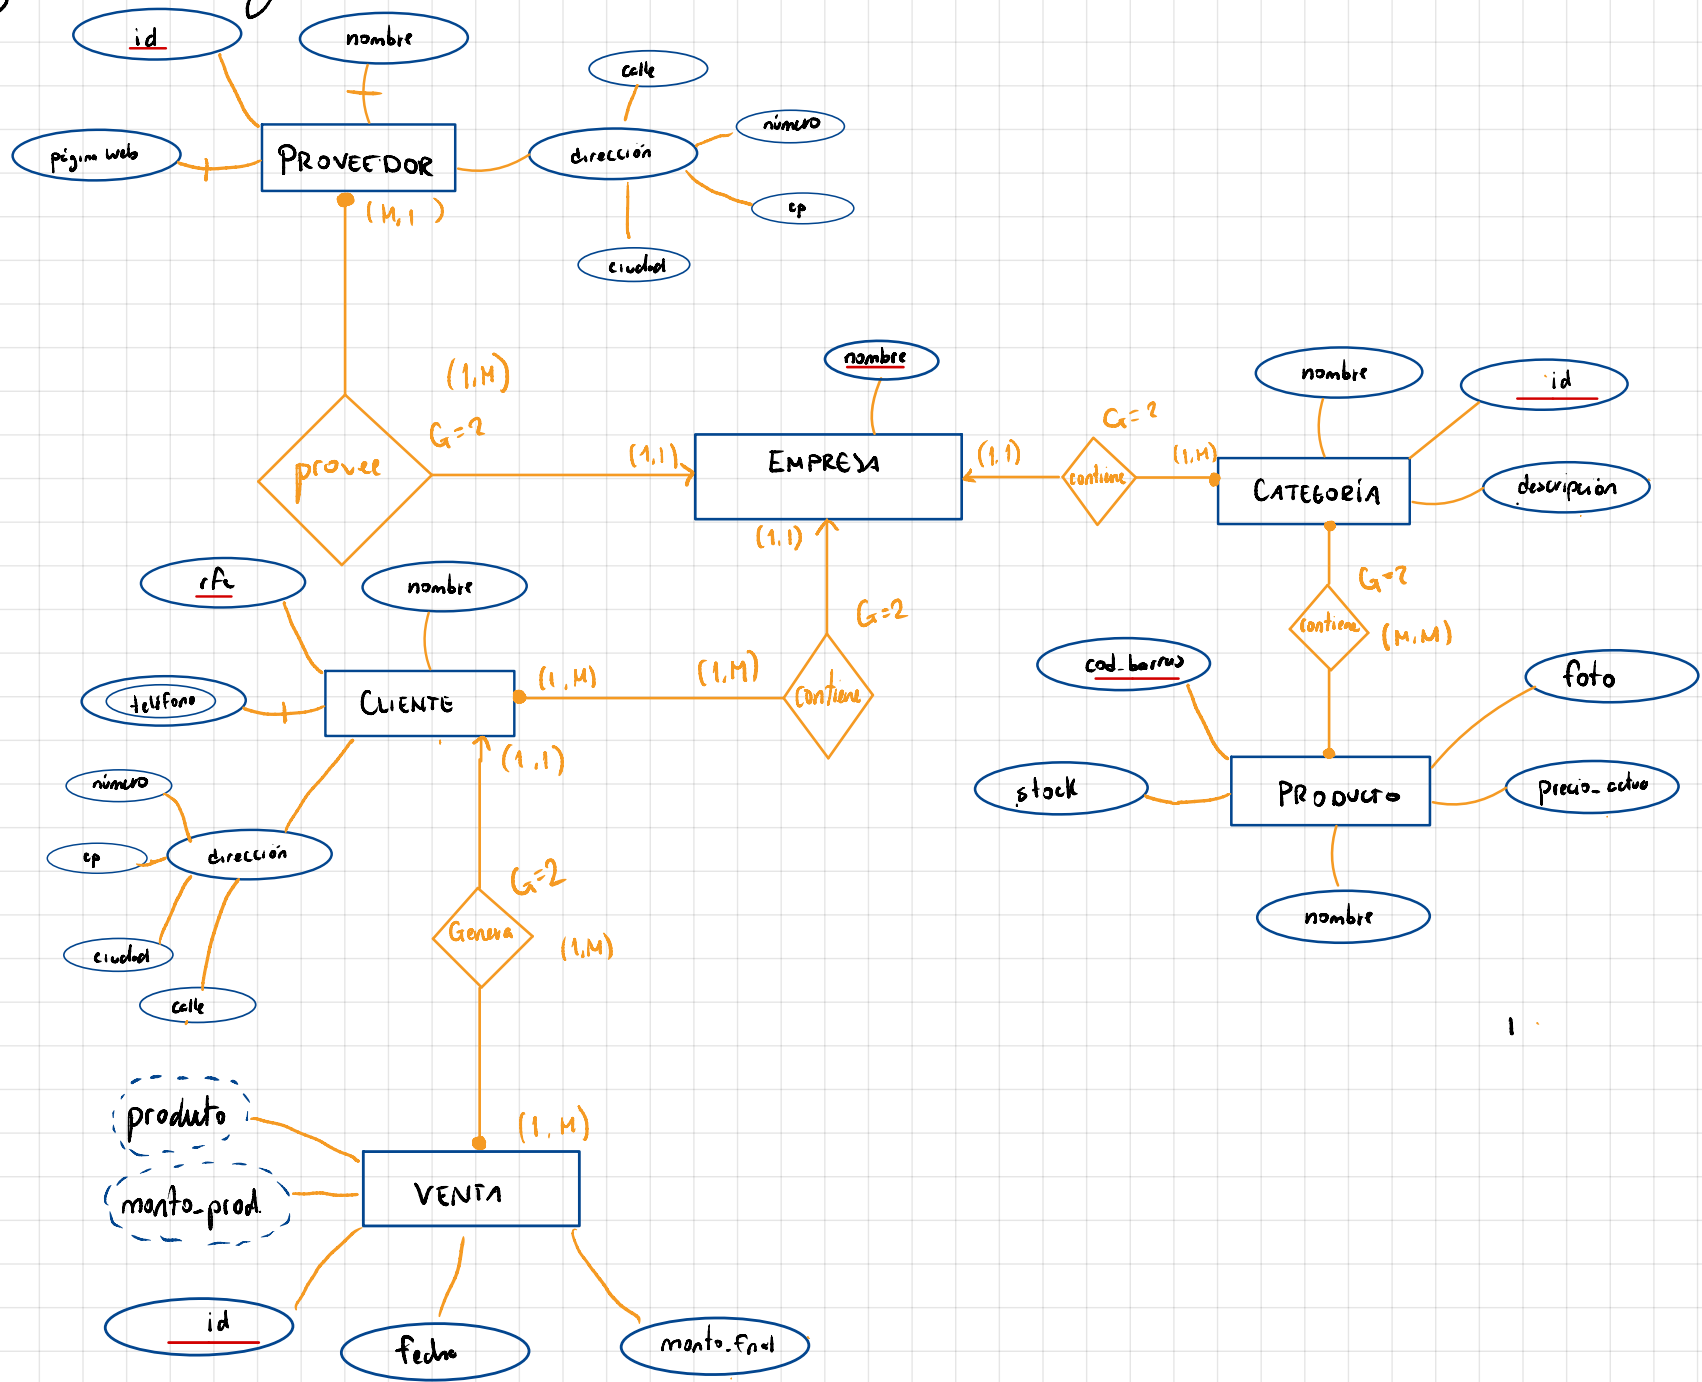 id
nombre
calle
número
página web
PROVEEDOR
dirección
cp
(M,1)
ciudad
nombre
(1,M)
G=2
provee
(1,1)
EMPRESA
(1,1)
G=2
contiene
(1,M)
nombre
id
CATEGORÍA
descripción
(1,1)
G=2
contiene
(M,M)
rfc
nombre
G=2
teléfono
CLIENTE
(1,M)
(1,M)
contiene
cod_barras
foto
stock
PRODUCTO
precio_actua
nombre
(1,1)
número
cp
dirección
ciudad
calle
G=2
Genera
(1,M)
1
produto
(1,M)
monto_prod.
VENTA
id
fecha
monto_final